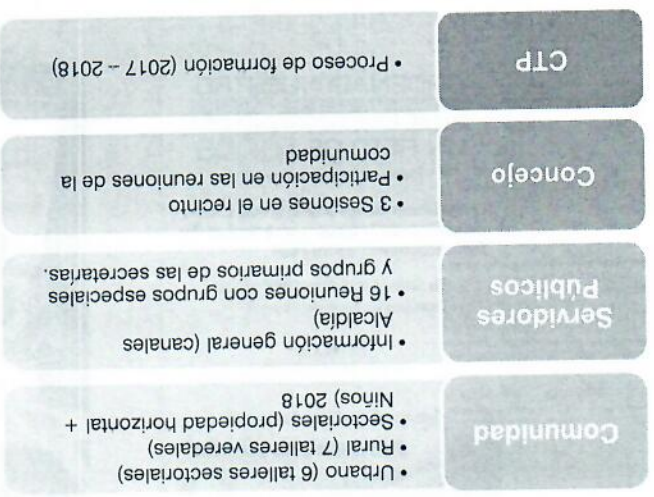 Comunidad
• Urbano (6 talleres sectoriales)
• Rural (7 talleres veredales)
• Sectoriales (propiedad horizontal +
Niños) 2018
Servidores
Públicos
• Información general (canales
Alcaldía)
• 16 Reuniones con grupos especiales
y grupos primarios de las secretarías.
Concejo
• 3 Sesiones en el recinto
• Participación en las reuniones de la
comunidad
CTP
• Proceso de formación (2017 – 2018)